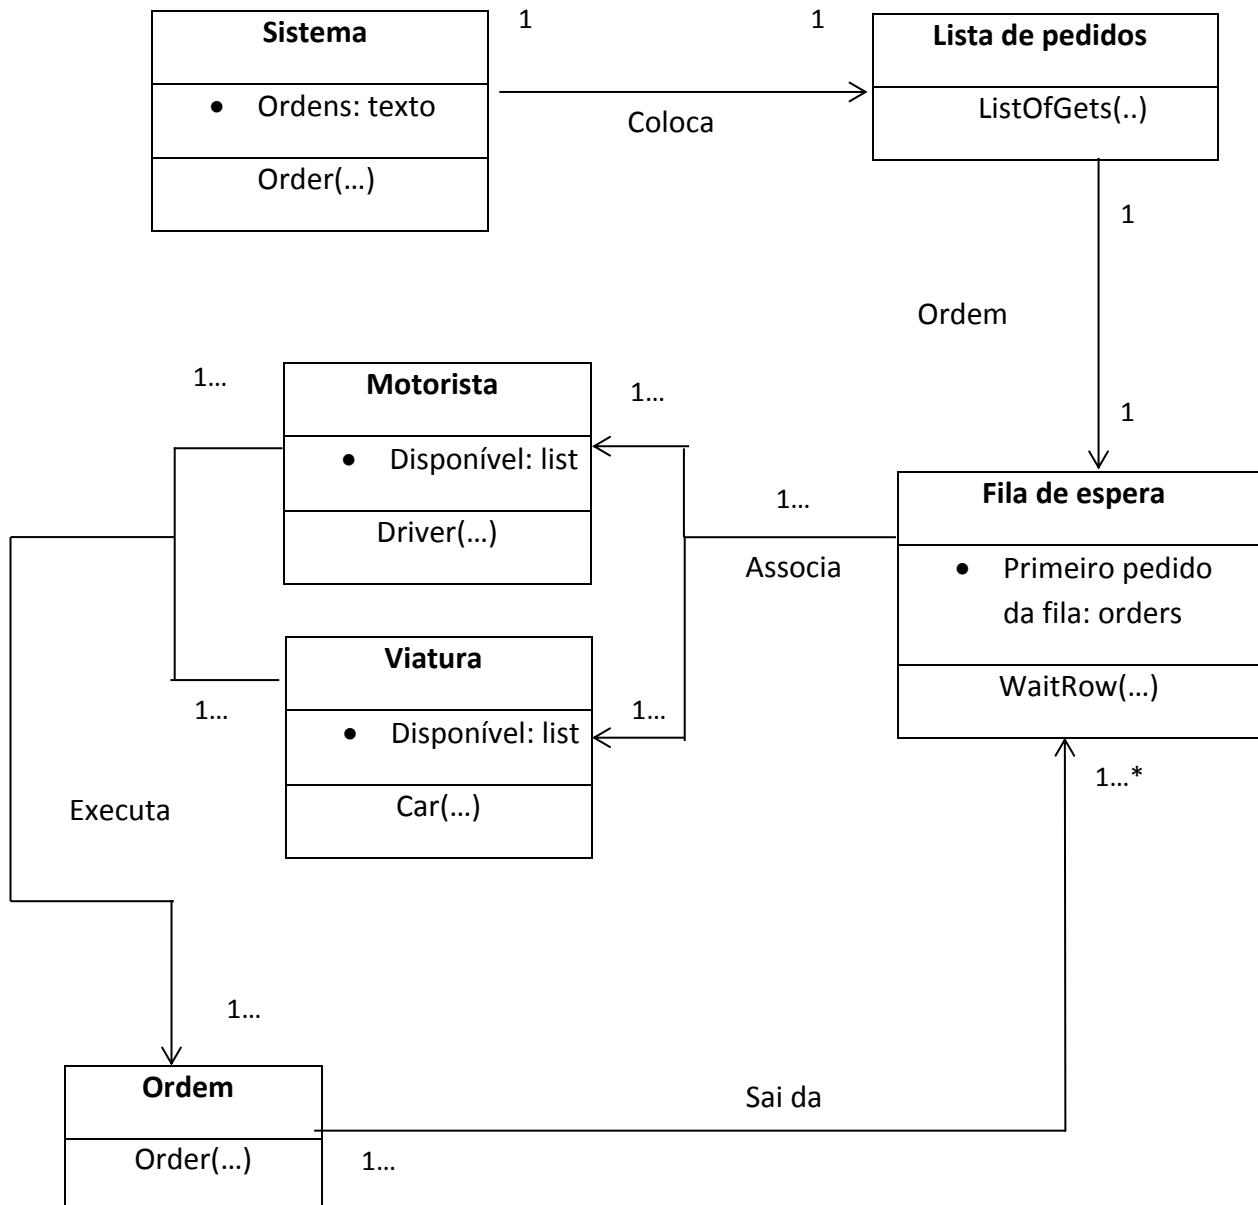 Sistema
• Ordens: texto
Order(...)
1
1
Coloca
Lista de pedidos
ListOfGets(..)
1
Ordem
1
Fila de espera
• Primeiro pedido
da fila: orders
WaitRow(...)
1...
Associa
1...
1...
Motorista
• Disponível: list
Driver(...)
1...
Viatura
• Disponível: list
Car(...)
1...
Executa
1...
Ordem
Order(...)
1...
Sai da
1...*